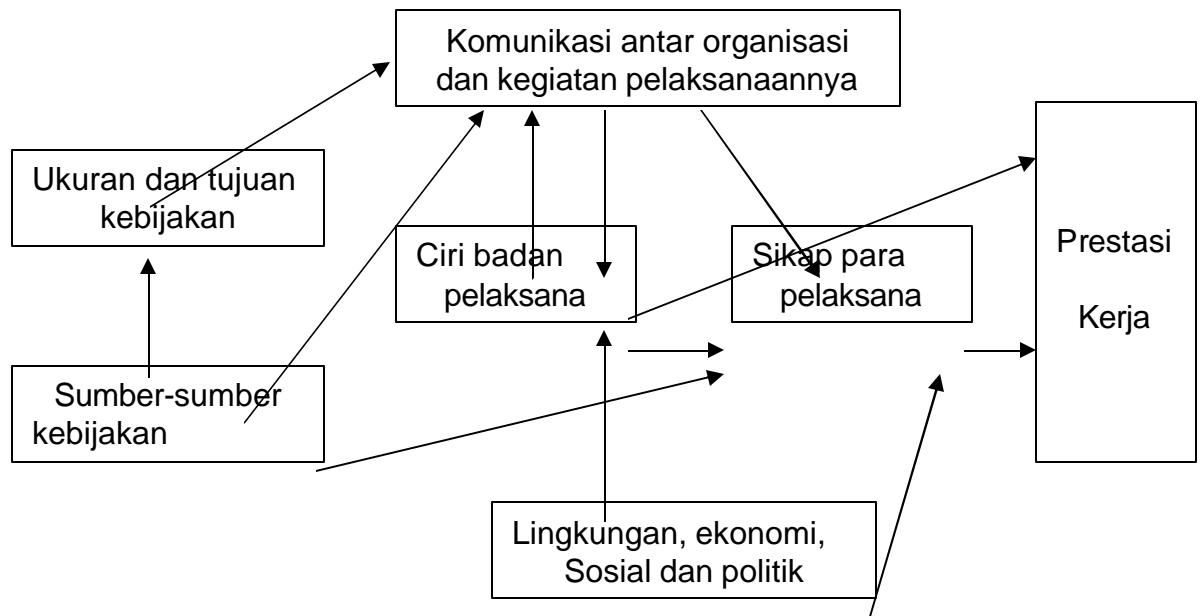 Komunikasi antar organisasi
dan kegiatan pelaksanaannya
Ukuran dan tujuan
kebijakan
Ciri badan
pelaksana
Sikap para
pelaksana
Prestasi
Kerja
Sumber-sumber
kebijakan
Lingkungan, ekonomi,
Sosial dan politik